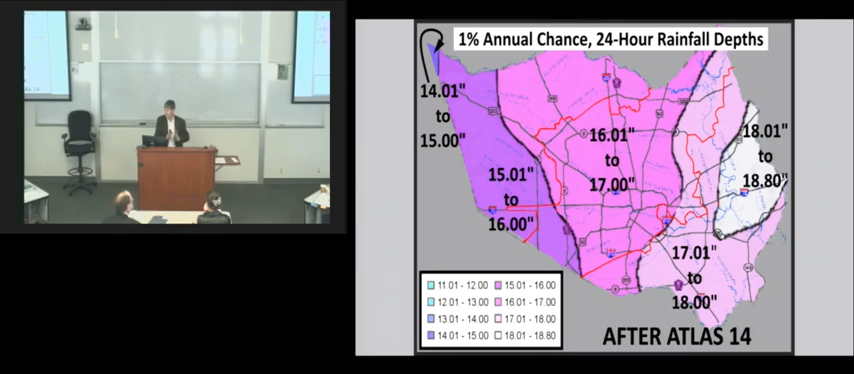 1% Annual Chance, 24-Hour Rainfall Depths
14.01"
to
15.00"
15.01"
to
16.00"
16.01"
to
17.00"
18.01"
to
18.80"
17.01"
to
18.00"
11.01 - 12.00
15.01 - 16.00
12.01 - 13.00
16.01 - 17.00
13.01 - 14.00
17.01 - 18.00
14.01 - 15.00
18.01 - 18.80
AFTER ATLAS 14